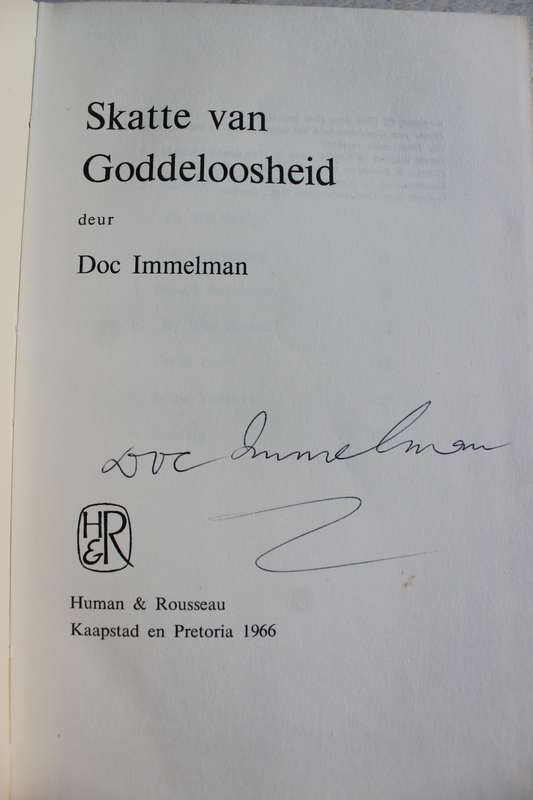 Skatte van
Goddeloosheid
deur
Doc Immelman
Doc Immelman
H
&R
Human & Rousseau
Kaapstad en Pretoria 1966